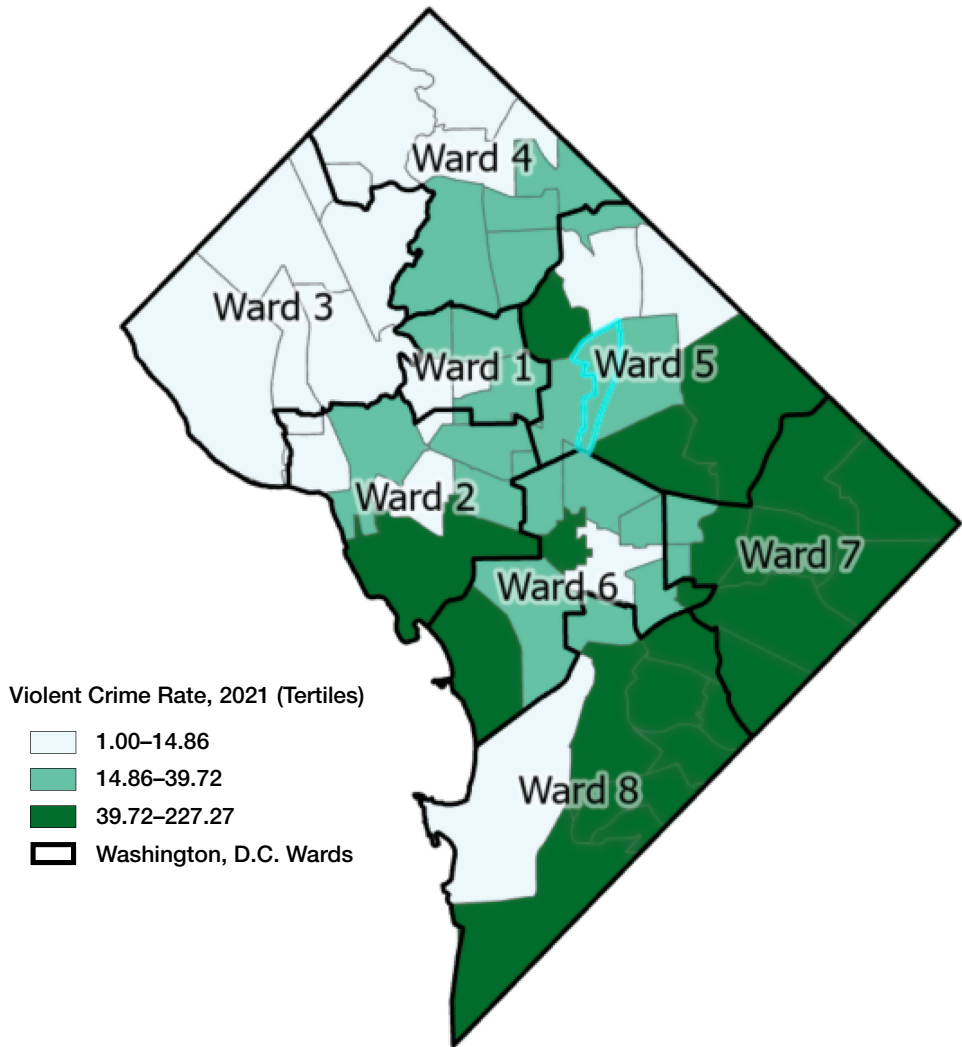 Ward 4
Ward 3
Ward 1
Ward 5
Ward 2
Ward 7
Ward 6
Violent Crime Rate, 2021 (Tertiles)
1.00–14.86
14.86–39.72
39.72–227.27
Washington, D.C. Wards
Ward 8